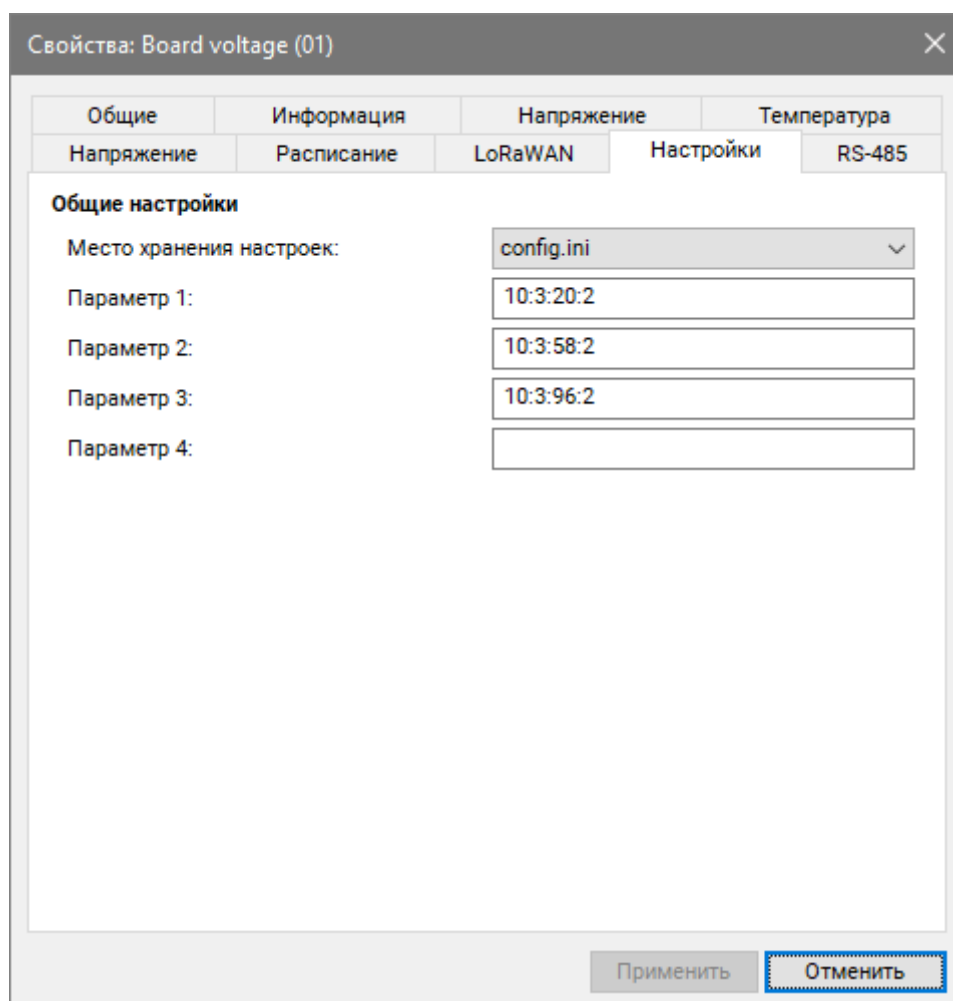 Свойства: Board voltage (01)
Общие Информация Напряжение Температура
Напряжение Расписание LoRaWAN Настройки RS-485
Общие настройки
Место хранения настроек: config.ini
Параметр 1: 10:3:20:2
Параметр 2: 10:3:58:2
Параметр 3: 10:3:96:2
Параметр 4:
Применить Отменить